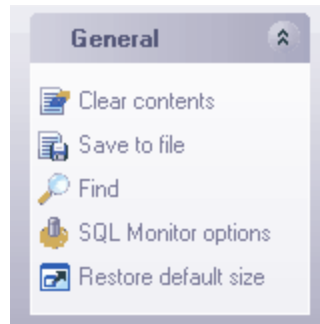 General
Clear contents
Save to file
Find
SQL Monitor options
Restore default size